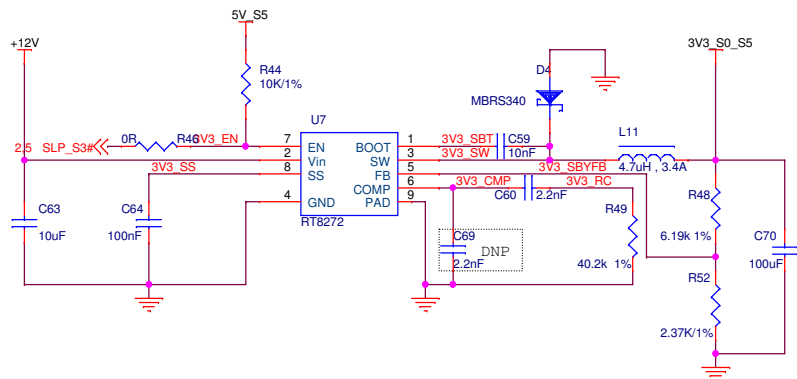 5V_S5
+12V
3V3_S0_S5
R44
10K/1%
D4
MBRS340
U7
L11
0R
R46
3V3_EN
2,5 SLP_S3#
7
EN
BOOT
1
3V3_SBT
C59
2
Vin
SW
3
3V3_SW
10nF
3V3_SS
8
SS
FB
5
3V3_SBYFB
4.7uH , 3.4A
COMP
6
3V3_CMP
3V3_RC
4
GND
PAD
9
C60
2.2nF
RT8272
R48
6.19k 1%
R49
C63
10uF
C64
100nF
C69
DNP
2.2nF
40.2k 1%
C70
100uF
R52
2.37K/1%